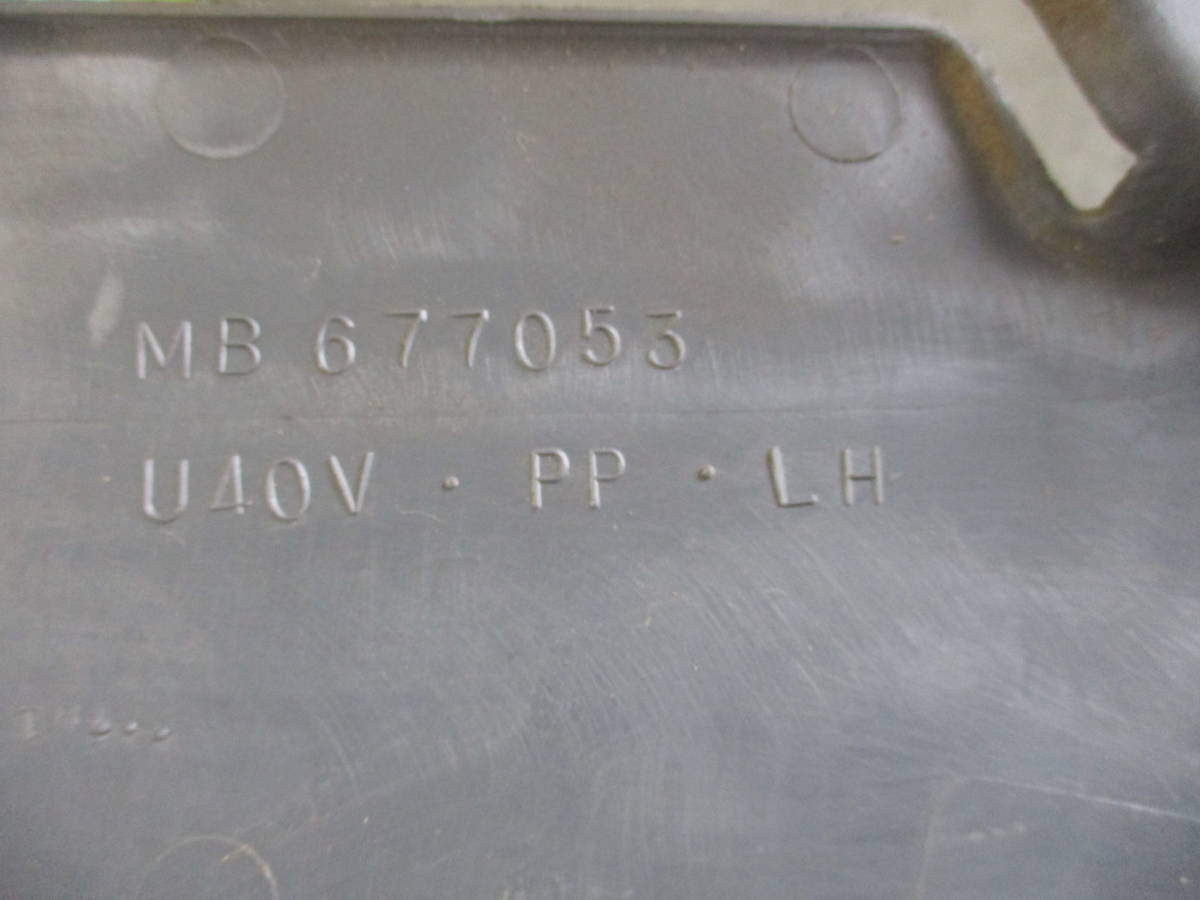 MB 677053
U40V · PP · LH